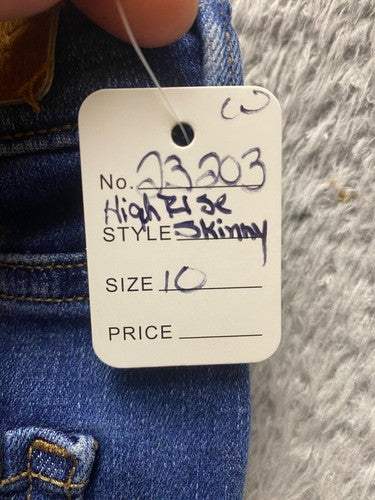 W
No. 23203
High Rise
STYLE Skinny
SIZE 10
PRICE